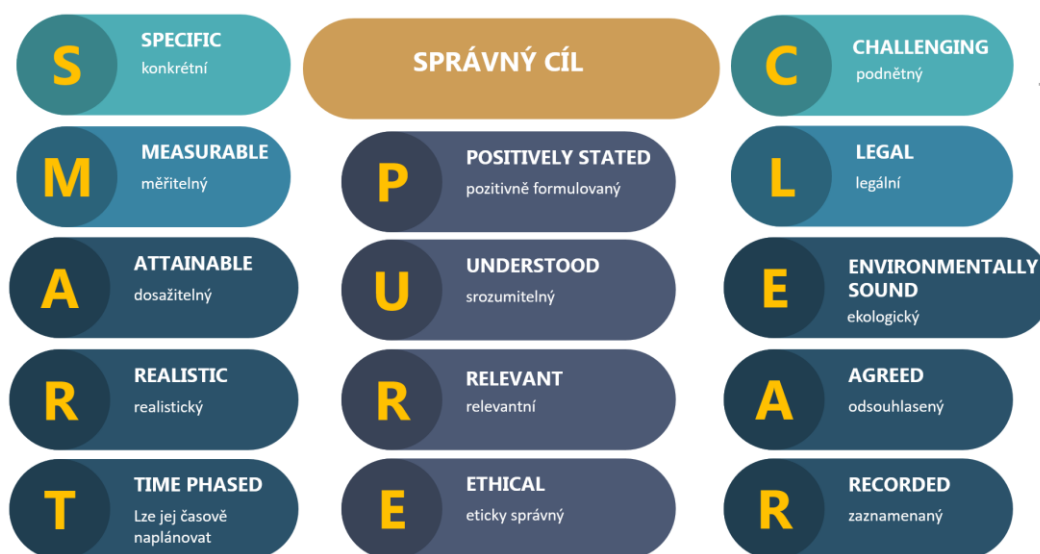 SPRÁVNÝ CÍL
S
SPECIFIC
konkrétní
M
MEASURABLE
měřitelný
A
ATTAINABLE
dosažitelný
R
REALISTIC
realistický
T
TIME PHASED
Lze jej časově
naplánovat
P
POSITIVELY STATED
pozitivně formulovaný
U
UNDERSTOOD
srozumitelný
R
RELEVANT
relevantní
E
ETHICAL
eticky správný
C
CHALLENGING
podnětný
L
LEGAL
legální
E
ENVIRONMENTALLY
SOUND
ekologický
A
AGREED
odsouhlasený
R
RECORDED
zaznamenaný